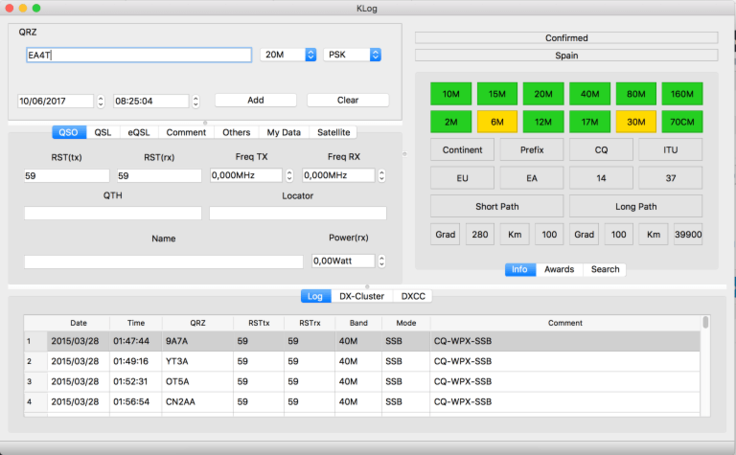 KLog
QRZ
EA4T 20M PSK
10/06/2017 08:25:04 Add Clear
QSO QSL eQSL Comment Others My Data Satellite
RST(tx) RST(rx) Freq TX Freq RX
59 59 0,000MHz 0,000MHz
QTH Locator
Name Power(rx)
0,00Watt
Confirmed
Spain
10M 15M 20M 40M 80M 160M
2M 6M 12M 17M 30M 70CM
Continent Prefix CQ ITU
EU EA 14 37
Short Path Long Path
Grad 280 Km 100 Grad 100 Km 39900
Info Awards Search
Log DX-Cluster DXCC
Date Time QRZ RSTtx RSTrx Band Mode Comment
1 2015/03/28 01:47:44 9A7A 59 59 40M SSB CQ-WPX-SSB
2 2015/03/28 01:49:16 YT3A 59 59 40M SSB CQ-WPX-SSB
3 2015/03/28 01:52:31 OT5A 59 59 40M SSB CQ-WPX-SSB
4 2015/03/28 01:56:54 CN2AA 59 59 40M SSB CQ-WPX-SSB